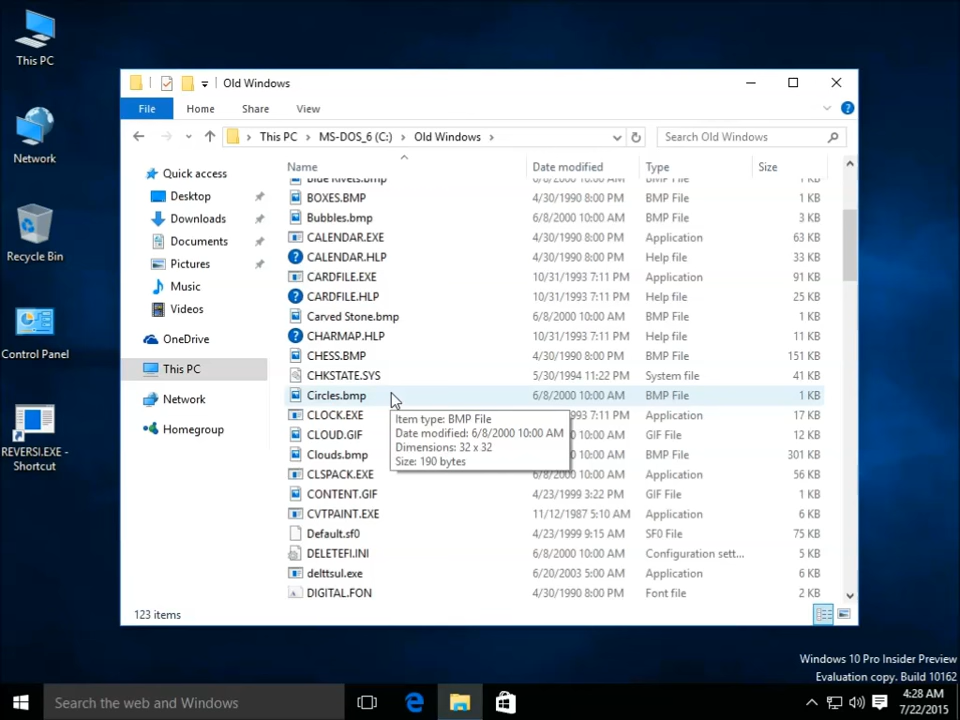 This PC
Network
Recycle Bin
Control Panel
REVERSI.EXE -
Shortcut
Old Windows
File Home Share View
This PC MS-DOS_6 (C:) Old Windows
Search Old Windows
Quick access
Desktop
Downloads
Documents
Pictures
Music
Videos
OneDrive
This PC
Network
Homegroup
Name Date modified Type Size
Blue Rivets.bmp 6/8/2000 10:00 AM BMP File 1 KB
BOXES.BMP 4/30/1990 8:00 PM BMP File 1 KB
Bubbles.bmp 6/8/2000 10:00 AM BMP File 3 KB
CALENDAR.EXE 4/30/1990 8:00 PM Application 63 KB
CALENDAR.HLP 4/30/1990 8:00 PM Help file 33 KB
CARDFILE.EXE 10/31/1993 7:11 PM Application 91 KB
CARDFILE.HLP 10/31/1993 7:11 PM Help file 25 KB
Carved Stone.bmp 6/8/2000 10:00 AM BMP File 1 KB
CHARMAP.HLP 10/31/1993 7:11 PM Help file 11 KB
CHESS.BMP 4/30/1990 8:00 PM BMP File 151 KB
CHKSTATE.SYS 5/30/1994 11:22 PM System file 41 KB
Circles.bmp 6/8/2000 10:00 AM BMP File 1 KB
CLOCK.EXE 7:11 PM Application 17 KB
CLOUD.GIF 10:00 AM GIF File 12 KB
Clouds.bmp 10:00 AM BMP File 301 KB
CLSPACK.EXE 6/8/2000 10:00 AM Application 56 KB
CONTENT.GIF 4/23/1999 3:22 PM GIF File 1 KB
CVTPAINT.EXE 11/12/1987 5:10 AM Application 6 KB
Default.sf0 4/23/1999 9:15 AM SF0 File 75 KB
DELETEFI.INI 6/8/2000 10:00 AM Configuration sett... 5 KB
delttsul.exe 6/20/2003 5:00 AM Application 6 KB
DIGITAL.FON 4/30/1990 8:00 PM Font file 2 KB
Item type: BMP File
Date modified: 6/8/2000 10:00 AM
Dimensions: 32 x 32
Size: 190 bytes
123 items
Windows 10 Pro Insider Preview
Evaluation copy. Build 10162
Search the web and Windows
4:28 AM
7/22/2015